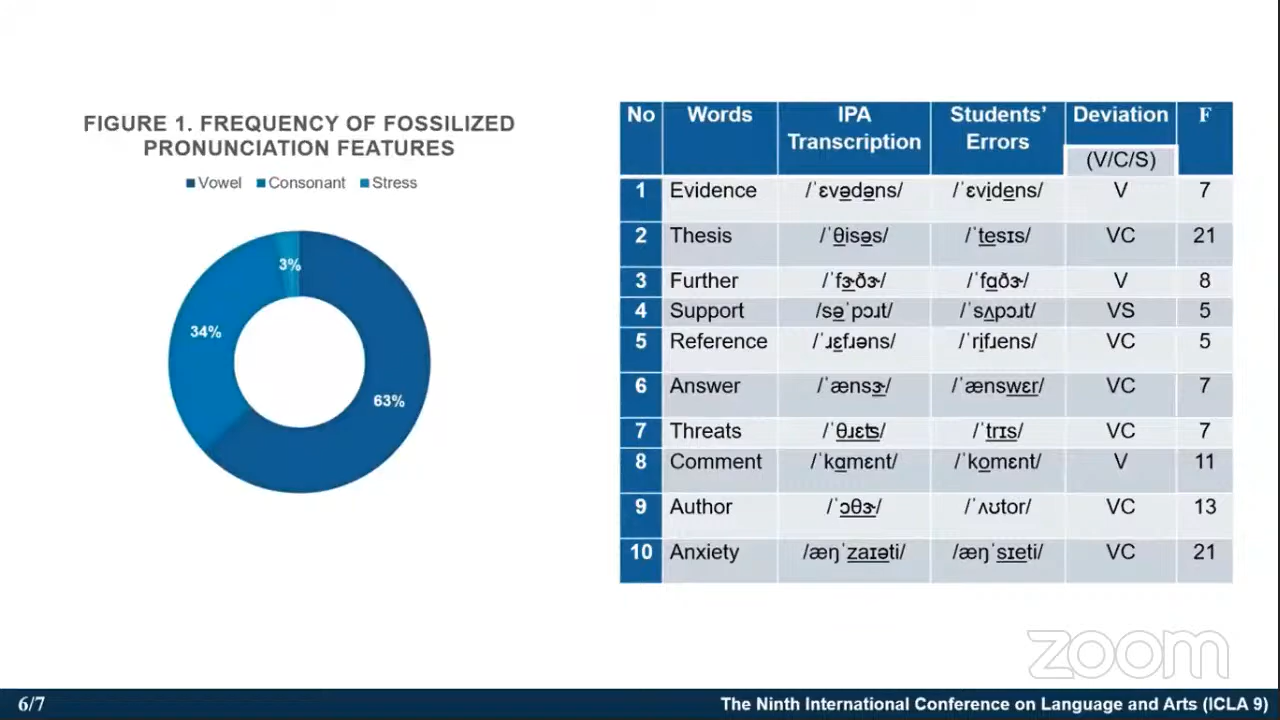 FIGURE 1. FREQUENCY OF FOSSILIZED
PRONUNCIATION FEATURES
Vowel Consonant Stress
3%
34%
63%
No Words IPA Transcription Students' Errors Deviation (V/C/S) F
1 Evidence /ˈɛvədəns/ /ˈɛvidens/ V 7
2 Thesis /ˈθisəs/ /ˈtesɪs/ VC 21
3 Further /ˈfɝðɚ/ /ˈfɑðɚ/ V 8
4 Support /səˈpɔɹt/ /ˈsʌpɔɹt/ VS 5
5 Reference /ˈɹɛfɹəns/ /ˈrifɹens/ VC 5
6 Answer /ˈænsɝ/ /ˈænswɛr/ VC 7
7 Threats /ˈθɹɛʦ/ /ˈtrɪs/ VC 7
8 Comment /ˈkɑmɛnt/ /ˈkomɛnt/ V 11
9 Author /ˈɔθɚ/ /ˈʌʊtor/ VC 13
10 Anxiety /æŋˈzaɪəti/ /æŋˈsɪeti/ VC 21
zoom
6/7
The Ninth International Conference on Language and Arts (ICLA 9)